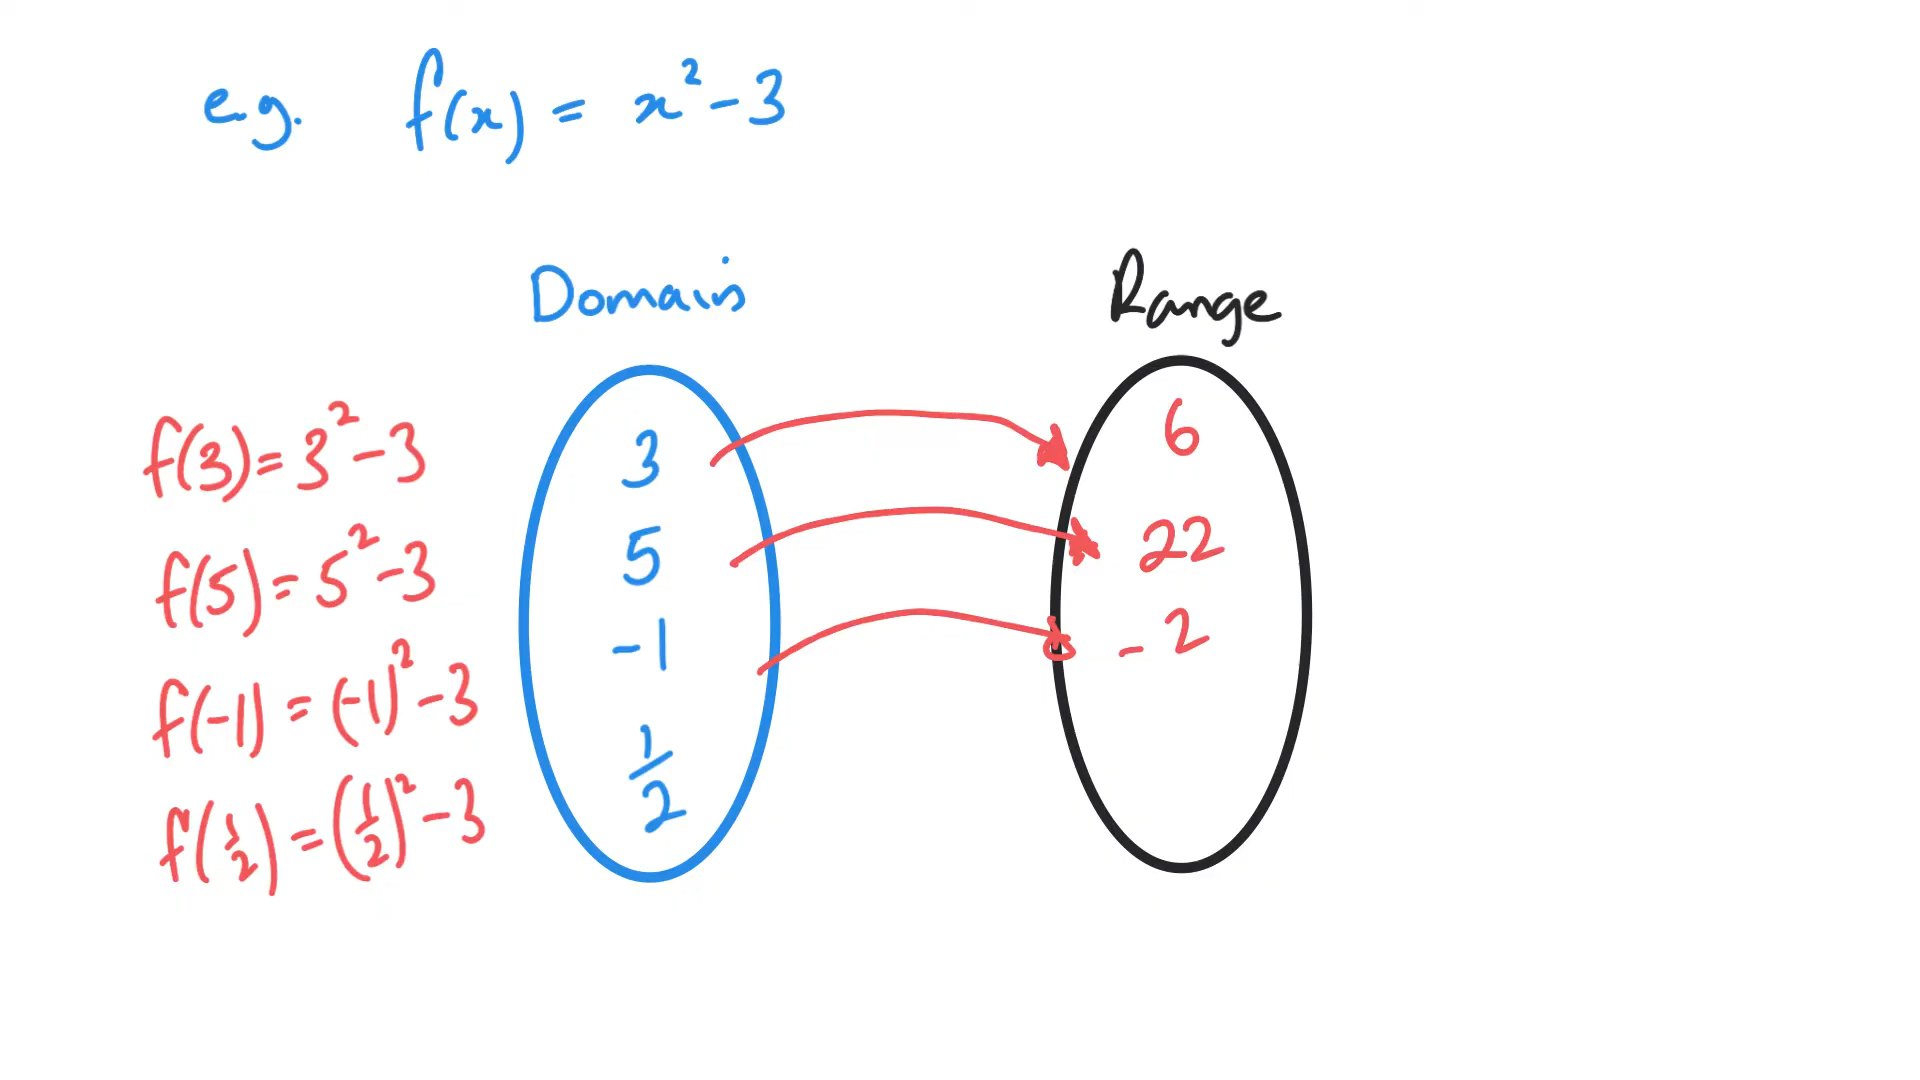 e.g. f(x) = x² - 3
Domain
Range
f(3) = 3² - 3
f(5) = 5² - 3
f(-1) = (-1)² - 3
f(1/2) = (1/2)² - 3
3
5
-1
1/2
6
22
-2